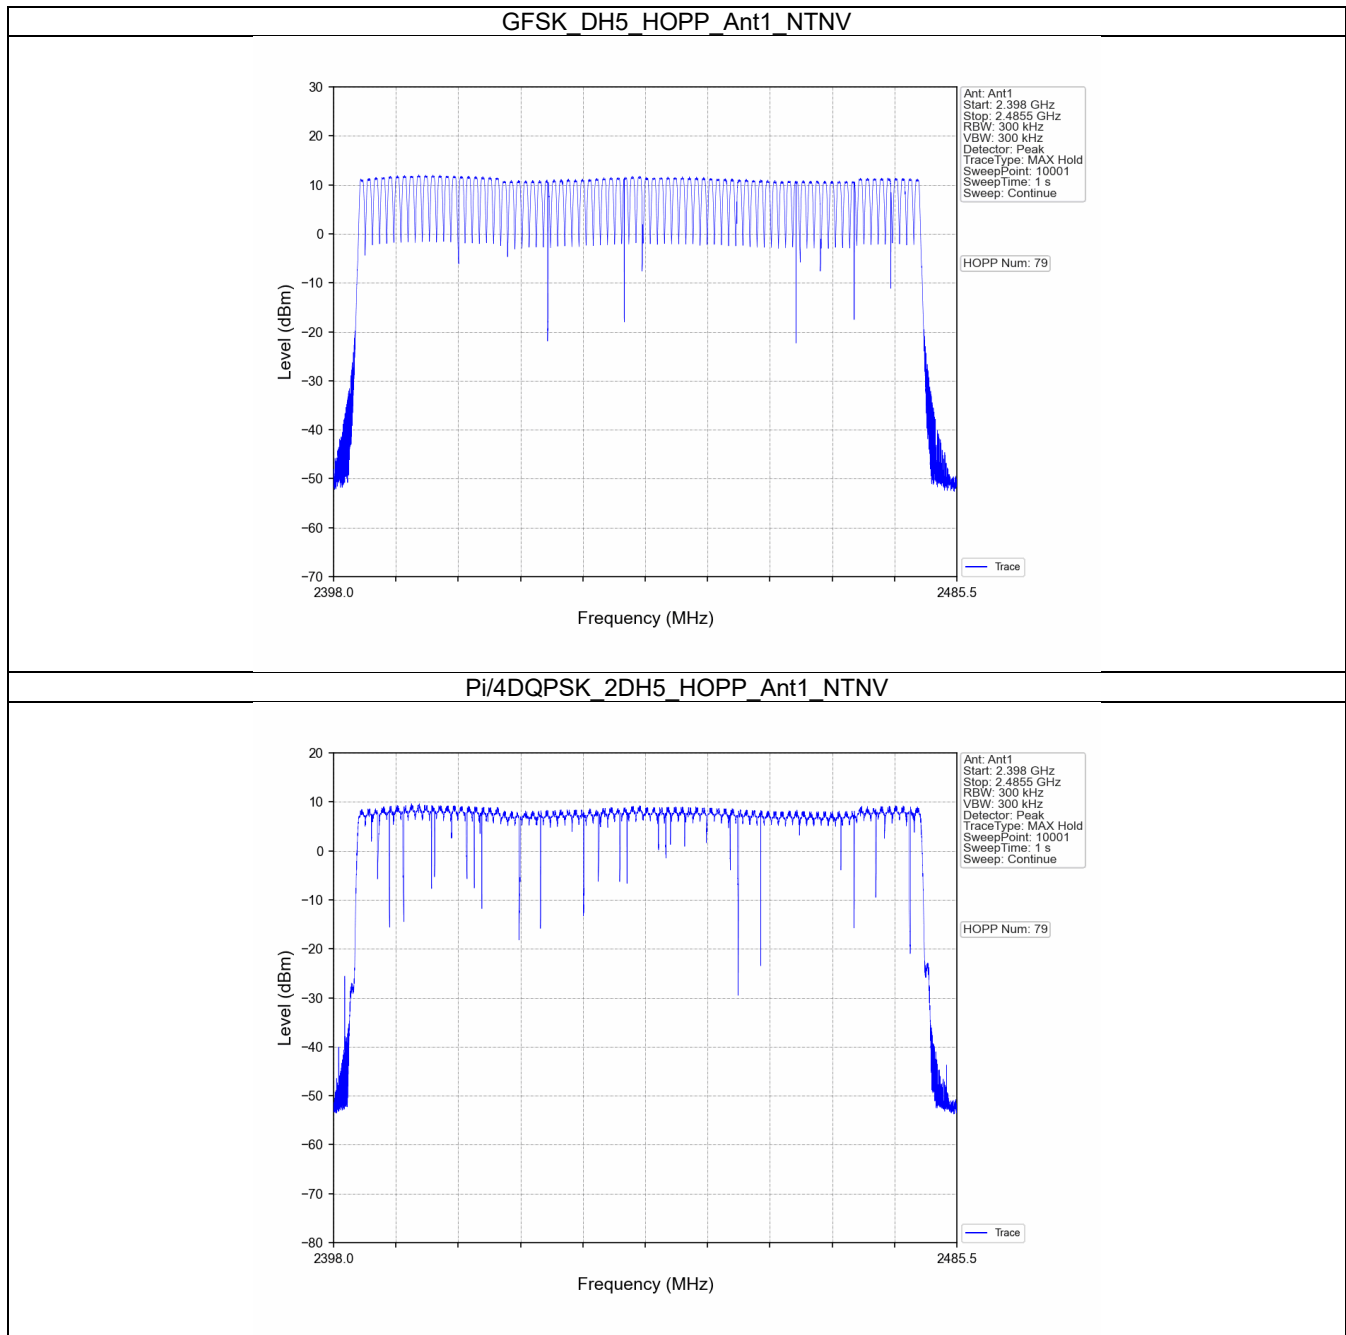 GFSK_DH5_HOPP_Ant1_NTNV
30
20
10
0
−10
−20
−30
−40
−50
−60
−70
Level (dBm)
2398.0
2485.5
Frequency (MHz)
Ant: Ant1
Start: 2.398 GHz
Stop: 2.4855 GHz
RBW: 300 kHz
VBW: 300 kHz
Detector: Peak
TraceType: MAX Hold
SweepPoint: 10001
SweepTime: 1 s
Sweep: Continue
HOPP Num: 79
Trace
Pi/4DQPSK_2DH5_HOPP_Ant1_NTNV
20
10
0
−10
−20
−30
−40
−50
−60
−70
−80
Level (dBm)
2398.0
2485.5
Frequency (MHz)
Ant: Ant1
Start: 2.398 GHz
Stop: 2.4855 GHz
RBW: 300 kHz
VBW: 300 kHz
Detector: Peak
TraceType: MAX Hold
SweepPoint: 10001
SweepTime: 1 s
Sweep: Continue
HOPP Num: 79
Trace